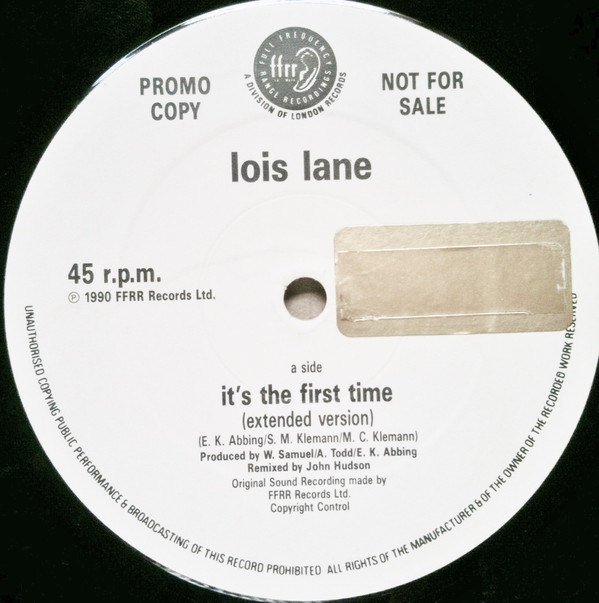 FULL FREQUENCY
ffrr
RANGE RECORDINGS
A DIVISION OF LONDON RECORDS
PROMO
COPY
NOT FOR
SALE
lois lane
45 r.p.m.
℗ 1990 FFRR Records Ltd.
a side
it's the first time
(extended version)
(E. K. Abbing/S. M. Klemann/M. C. Klemann)
Produced by W. Samuel/A. Todd/E. K. Abbing
Remixed by John Hudson
Original Sound Recording made by
FFRR Records Ltd.
Copyright Control
UNAUTHORISED COPYING PUBLIC PERFORMANCE & BROADCASTING OF THIS RECORD PROHIBITED ALL RIGHTS OF THE MANUFACTURER & OF THE OWNER OF THE RECORDED WORK RESERVED